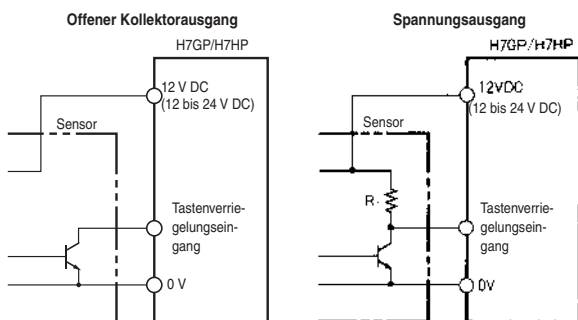 Offener Kollektorausgang
H7GP/H7HP
12 V DC
(12 bis 24 V DC)
Sensor
Tastenverrie-
gelungsein-
gang
0 V
Spannungsausgang
H7GP/H7HP
12VDC
(12 bis 24 V DC)
Sensor
R
Tastenverrie-
gelungsein-
gang
0V